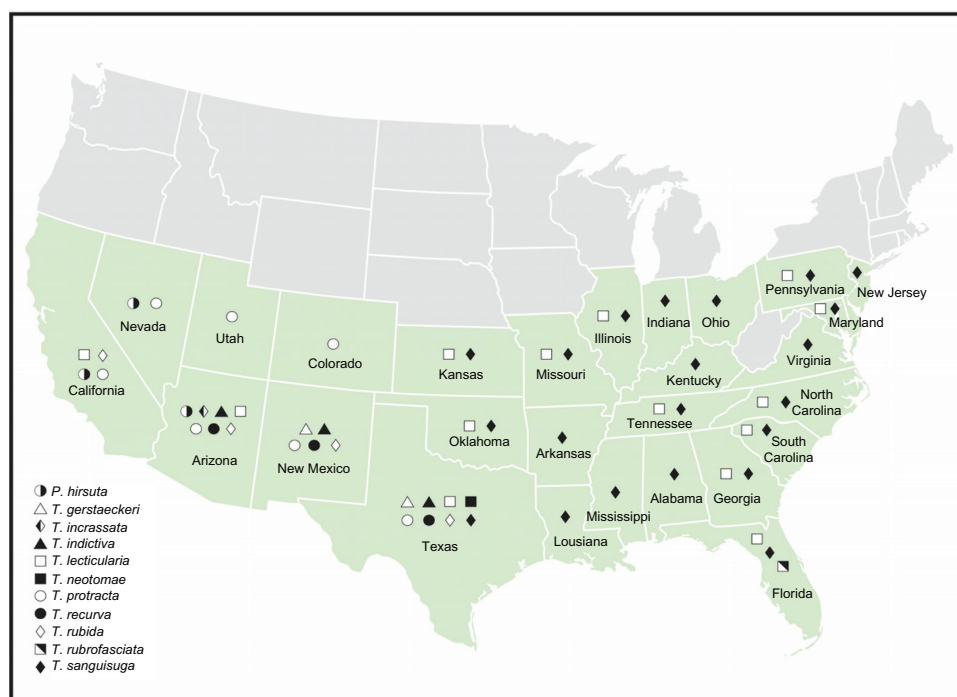 Pennsylvania
New Jersey
Nevada
Illinois
Indiana
Ohio
Maryland
Utah
Colorado
Virginia
Kansas
Missouri
Kentucky
California
North
Carolina
Tennessee
Oklahoma
Arkansas
South
Carolina
Arizona
New Mexico
Georgia
Alabama
Mississippi
Texas
Lousiana
Florida
P. hirsuta
T. gerstaeckeri
T. incrassata
T. indictiva
T. lecticularia
T. neotomae
T. protracta
T. recurva
T. rubida
T. rubrofasciata
T. sanguisuga